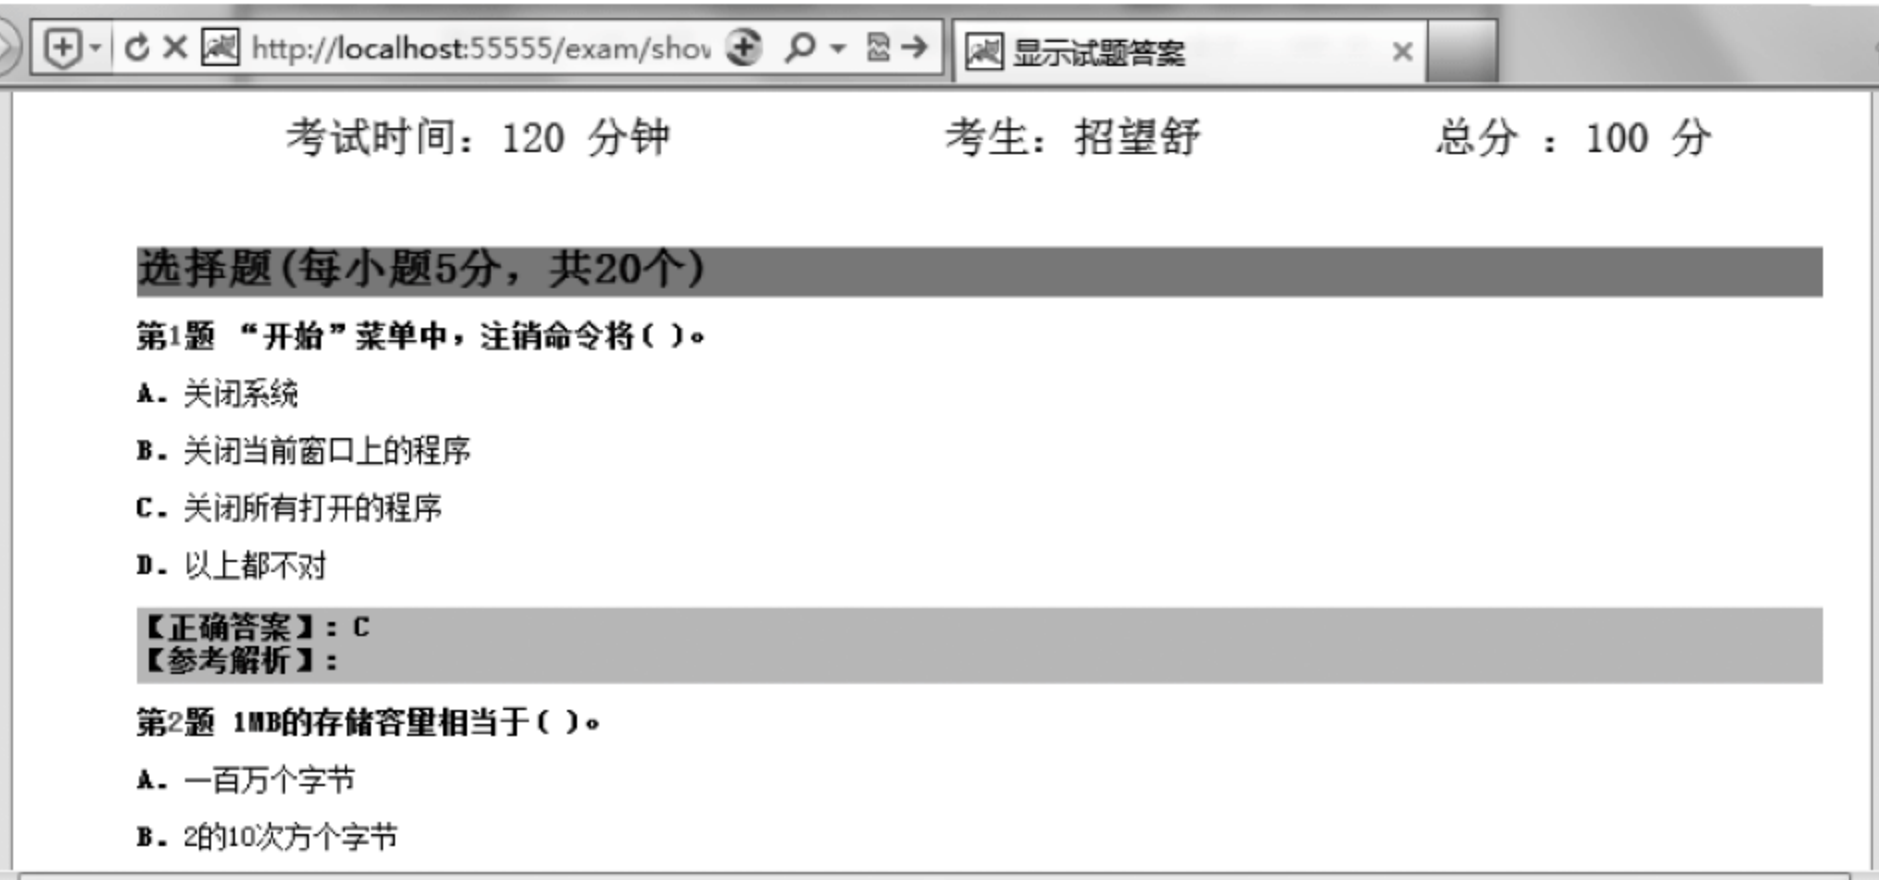 http://localhost:55555/exam/show 显示试题答案
考试时间：120 分钟 考生：招望舒 总分 ：100 分
选择题(每小题5分，共20个)
第1题 “开始”菜单中，注销命令将( )。
A. 关闭系统
B. 关闭当前窗口上的程序
C. 关闭所有打开的程序
D. 以上都不对
【正确答案】：C
【参考解析】：
第2题 1MB的存储容里相当于( )。
A. 一百万个字节
B. 2的10次方个字节